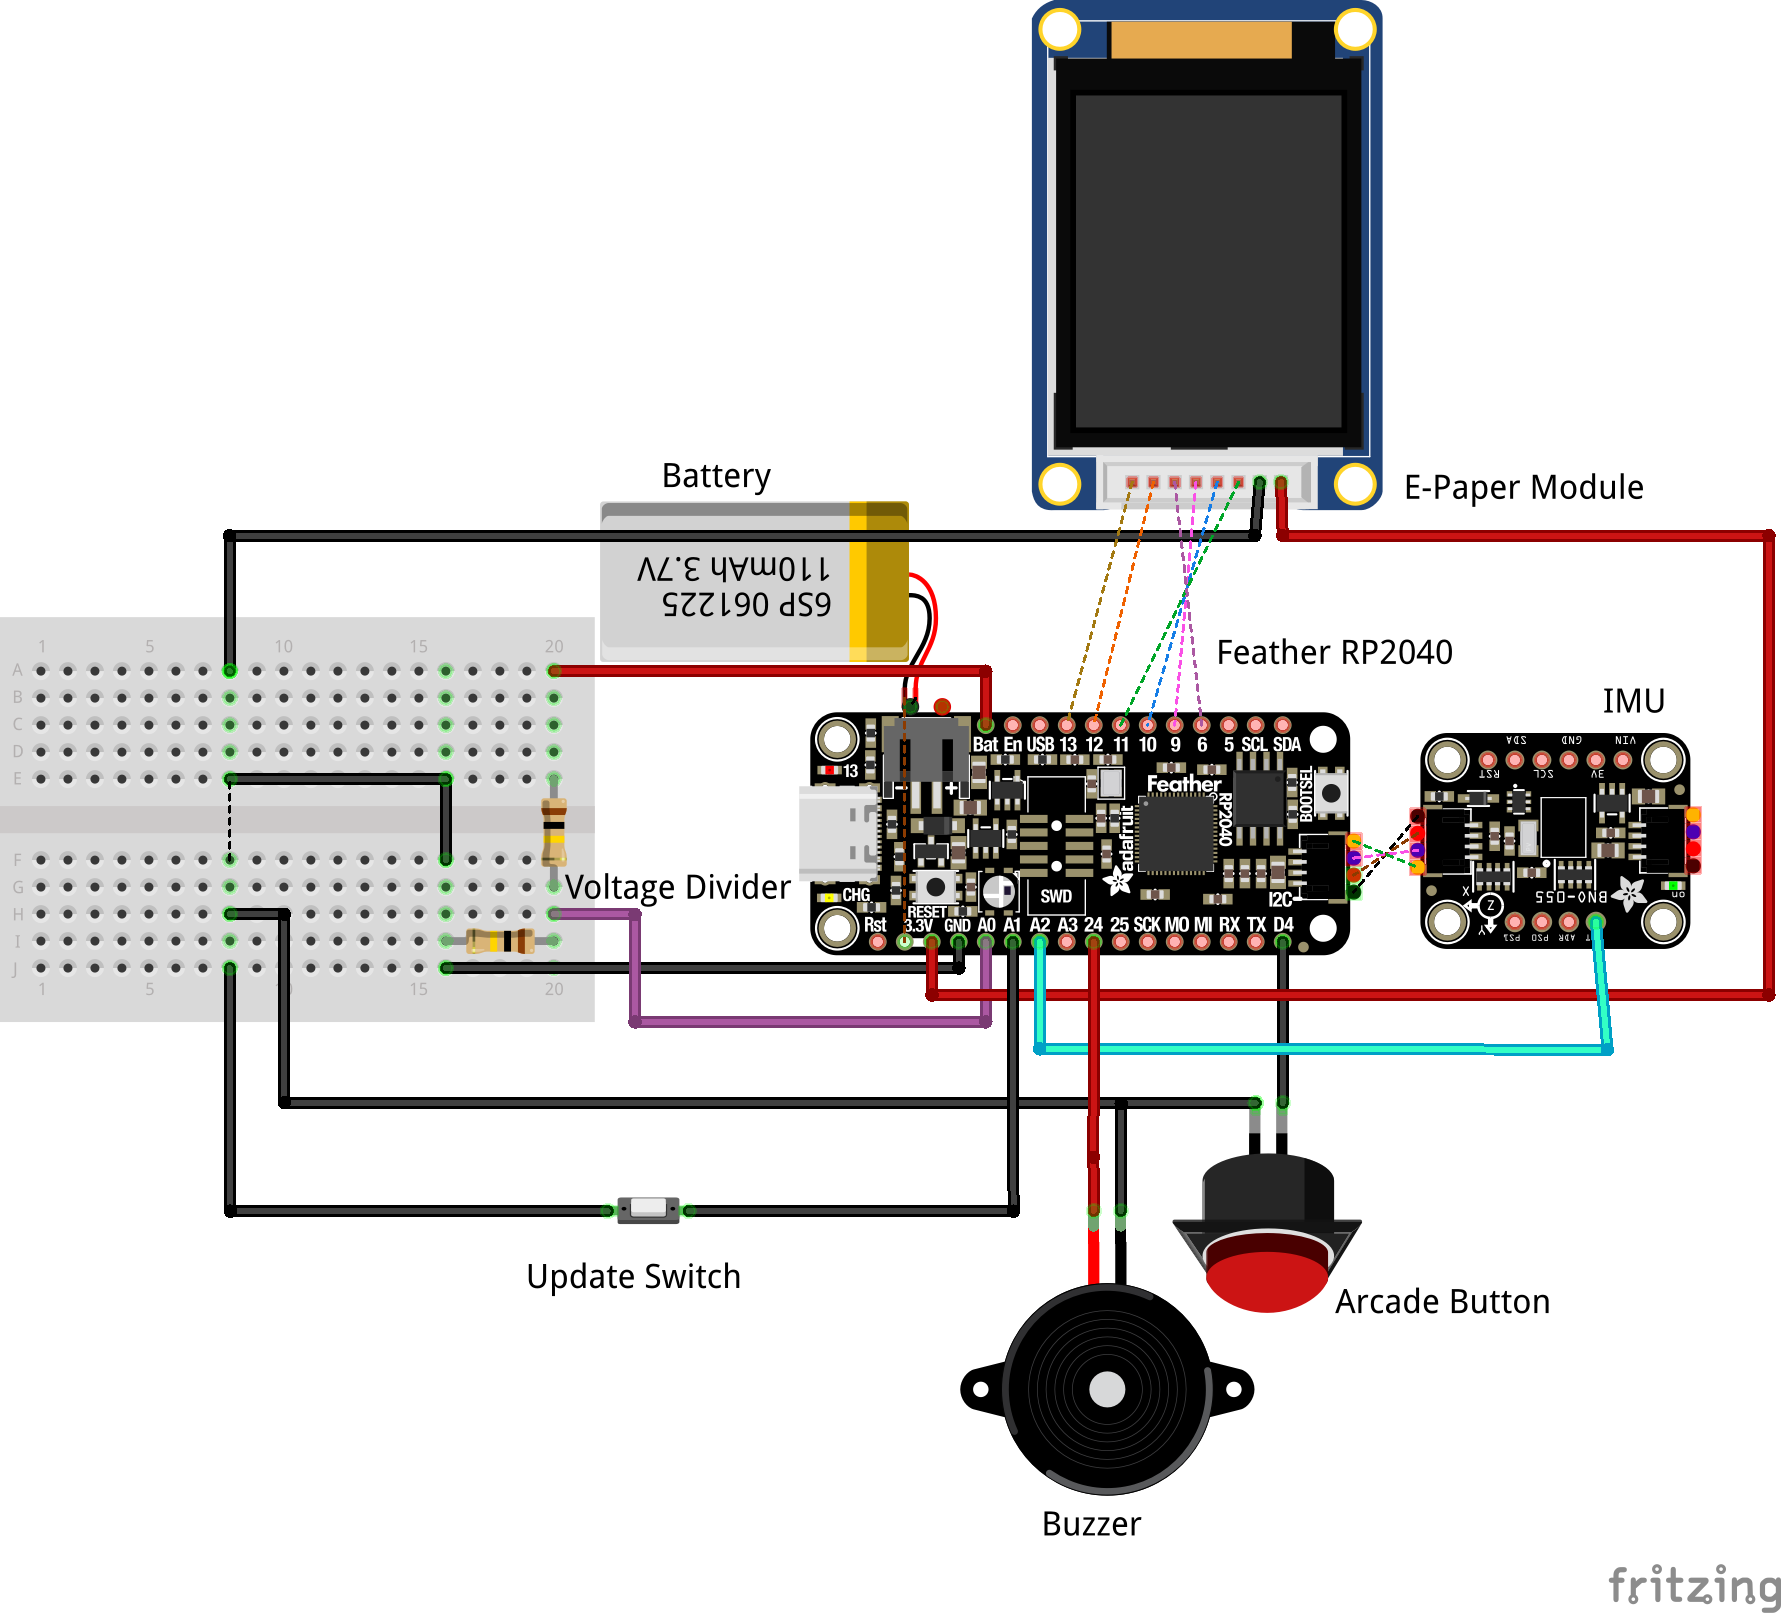 Battery
E-Paper Module
110mAh 3.7V
6SP 061225
Feather RP2040
IMU
1 5 10 15 20
A
B
C
D
E
F
G
H
I
J
1 5 10 15 20
Bat En USB 13 12 11 10 9 6 5 SCL SDA
13
- +
Feather
RP2040
adafruit
BOOTSEL
CHG
RESET
SWD
I2C
Rst 3.3V GND A0 A1 A2 A3 24 25 SCK MO MI RX TX D4
SDA GND VIN
RST SCL 3V
BNO-055
X
Z
Y
on
PS1 PS0 ADR
Voltage Divider
Update Switch
Arcade Button
Buzzer
fritzing